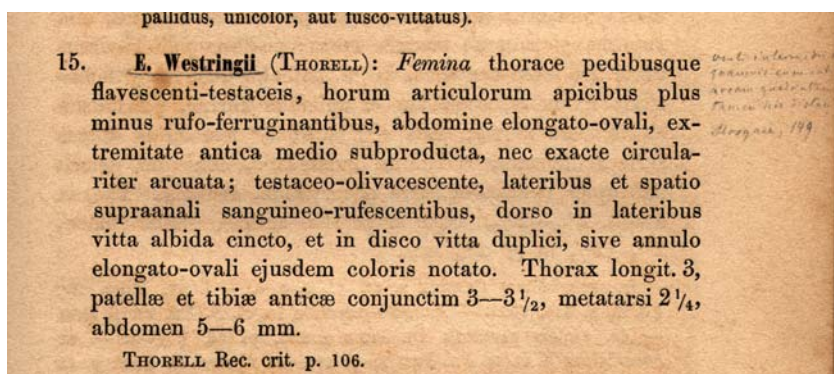 pallidus, unicolor, aut fusco-vittatus).
15. E. Westringii (THORELL): Femina thorace pedibusque
flavescenti-testaceis, horum articulorum apicibus plus
minus rufo-ferruginantibus, abdomine elongato-ovali, ex-
tremitate antica medio subproducta, nec exacte circula-
riter arcuata; testaceo-olivacescente, lateribus et spatio
supraanali sanguineo-rufescentibus, dorso in lateribus
vitta albida cincto, et in disco vitta duplici, sive annulo
elongato-ovali ejusdem coloris notato. Thorax longit. 3,
patellæ et tibiæ anticæ conjunctim 3—3 1/2, metatarsi 2 1/4,
abdomen 5—6 mm.
THORELL Rec. crit. p. 106.